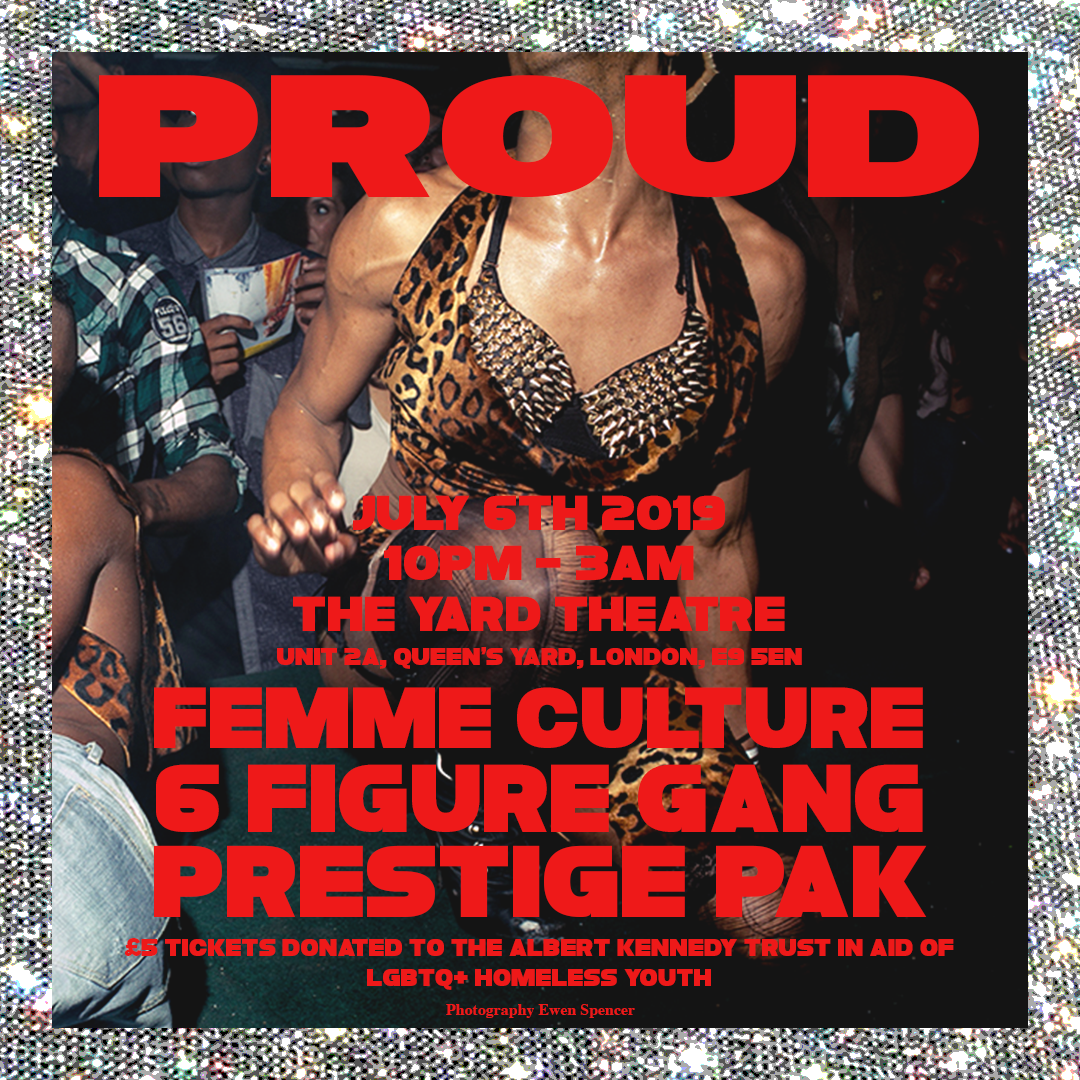 PROUD
56
JULY 6TH 2019
10PM - 3AM
THE YARD THEATRE
UNIT 2A, QUEEN'S YARD, LONDON, E9 5EN
FEMME CULTURE
6 FIGURE GANG
PRESTIGE PAK
£5 TICKETS DONATED TO THE ALBERT KENNEDY TRUST IN AID OF
LGBTQ+ HOMELESS YOUTH
Photography Ewen Spencer